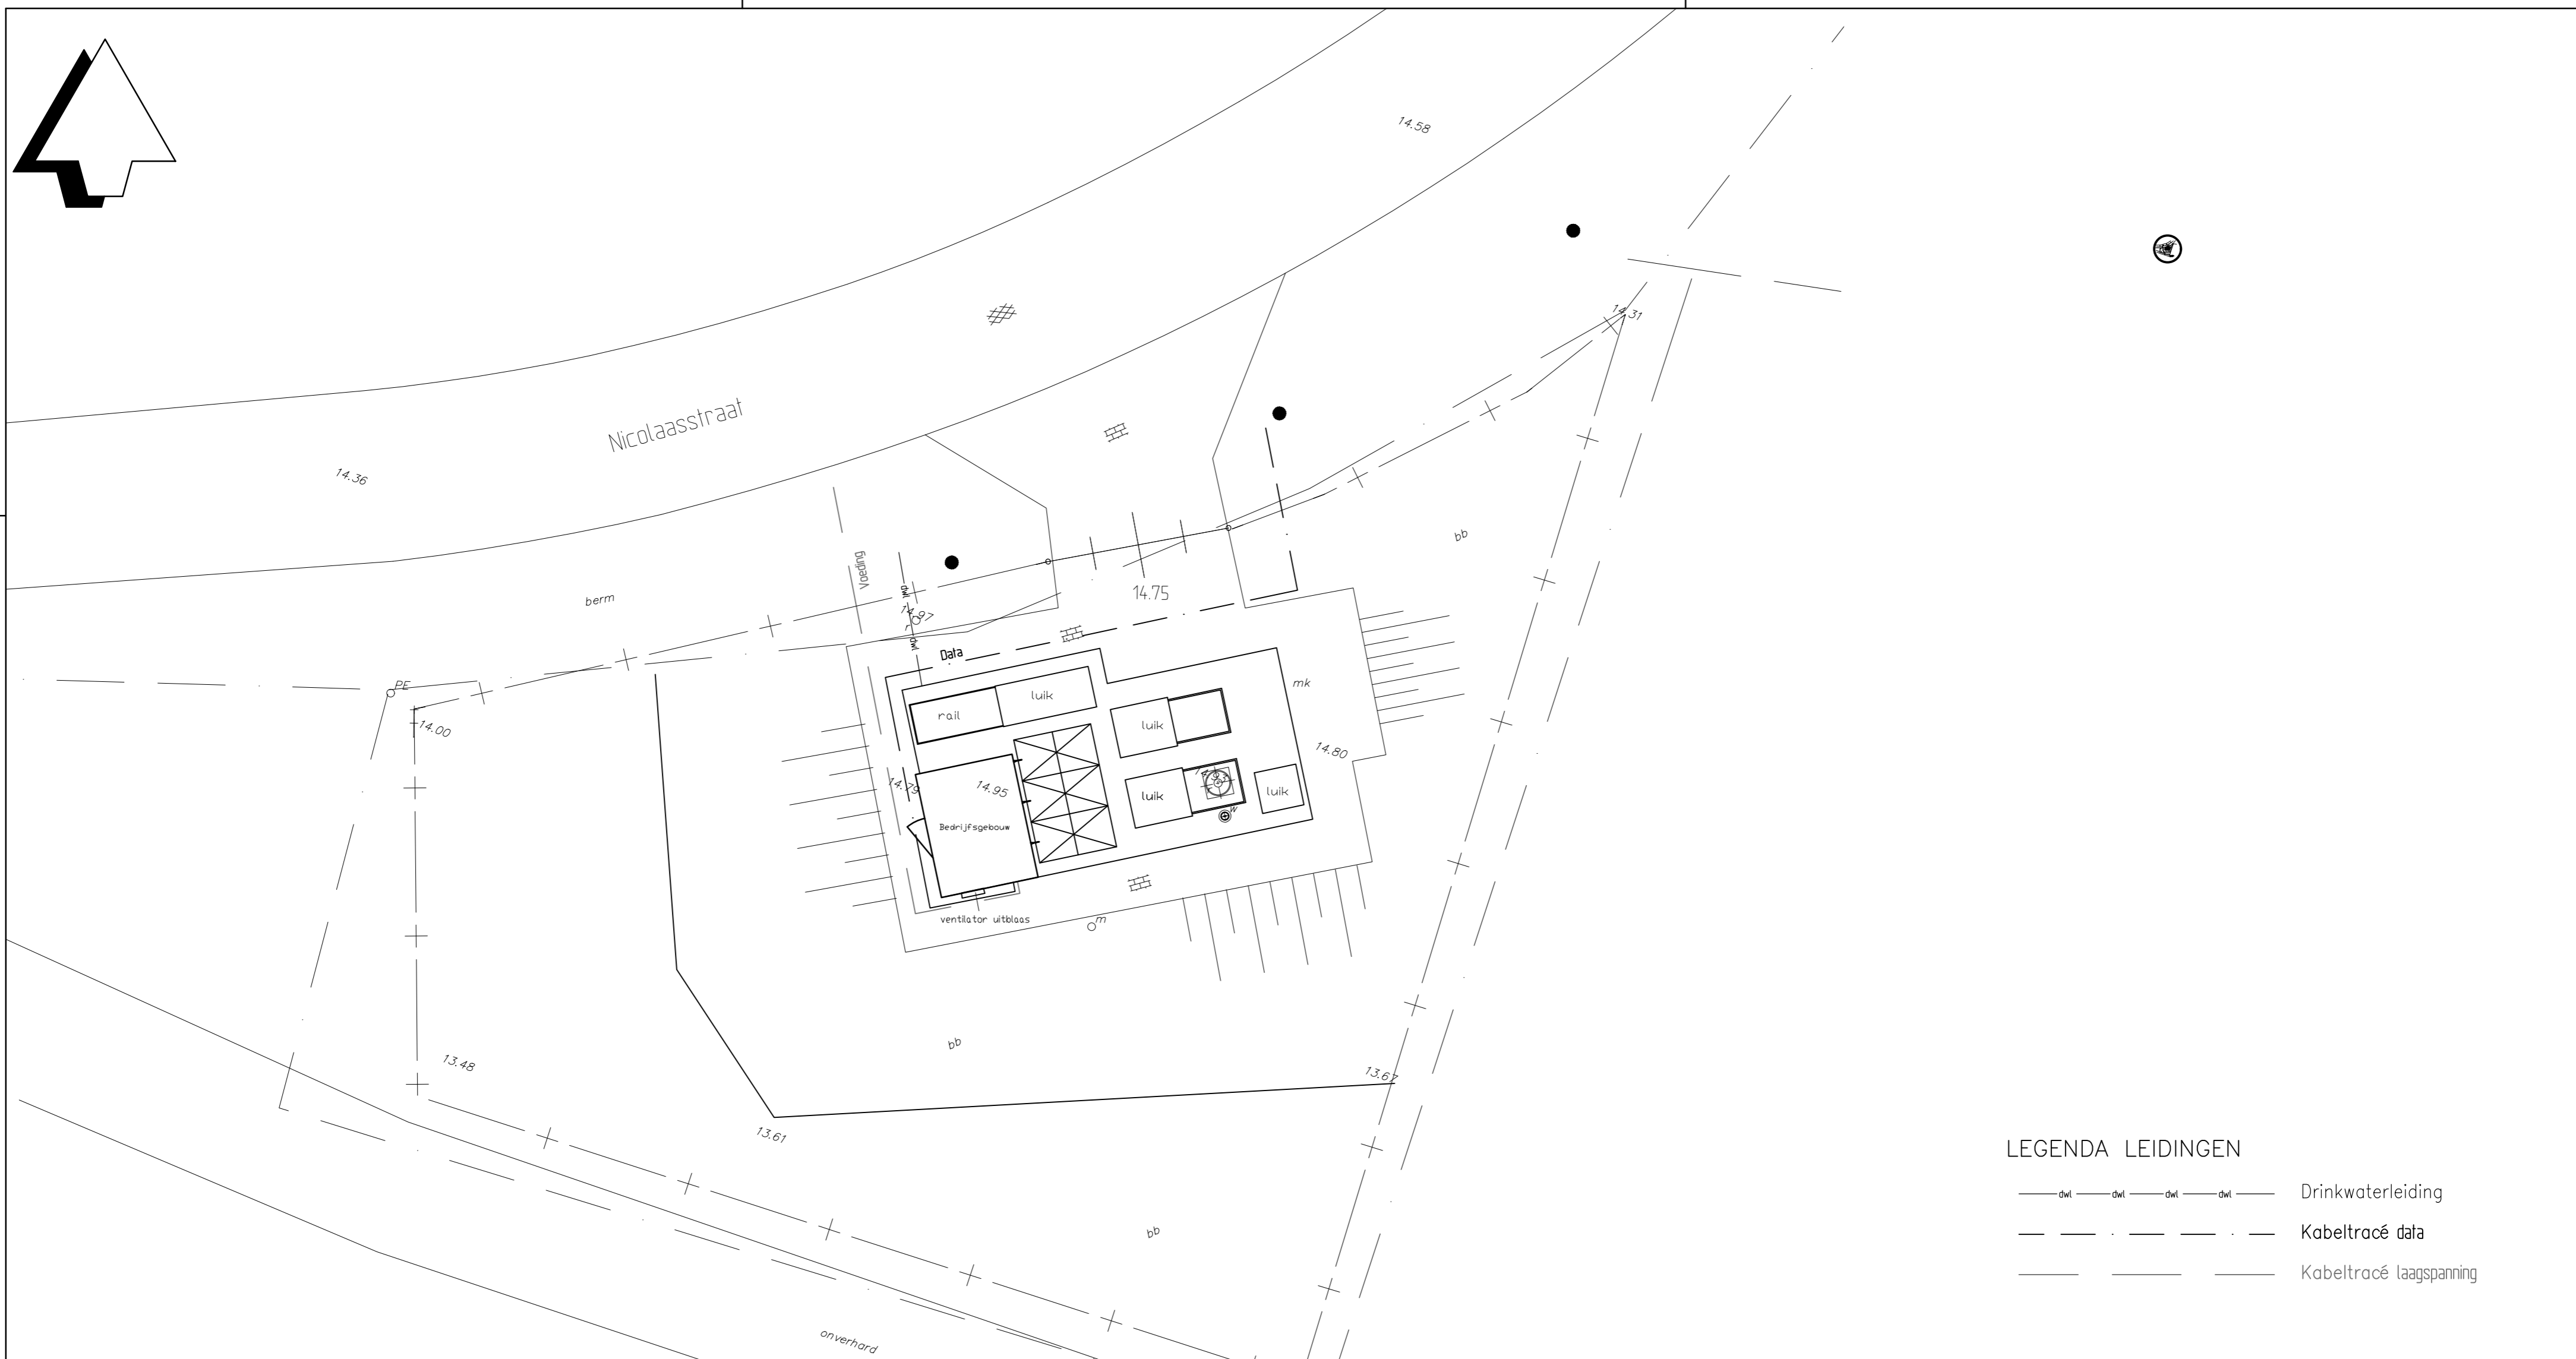 14.58
14.31
Nicolaasstraat
14.36
bb
Voeding
dwl
14.75
berm
14.97
r
dwl
Data
PE
mk
luik
rail
14.00
luik
14.80
14.79
14.95
luik
luik
w
Bedrijfsgebouw
ventilator uitblaas
m
bb
13.48
13.67
13.61
LEGENDA LEIDINGEN
dwl dwl dwl dwl Drinkwaterleiding
Kabeltracé data
Kabeltracé laagspanning
bb
onverhard